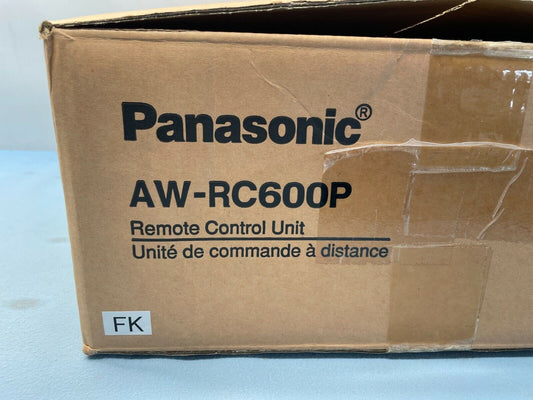 Panasonic®
AW-RC600P
Remote Control Unit
Unité de commande à distance
FK